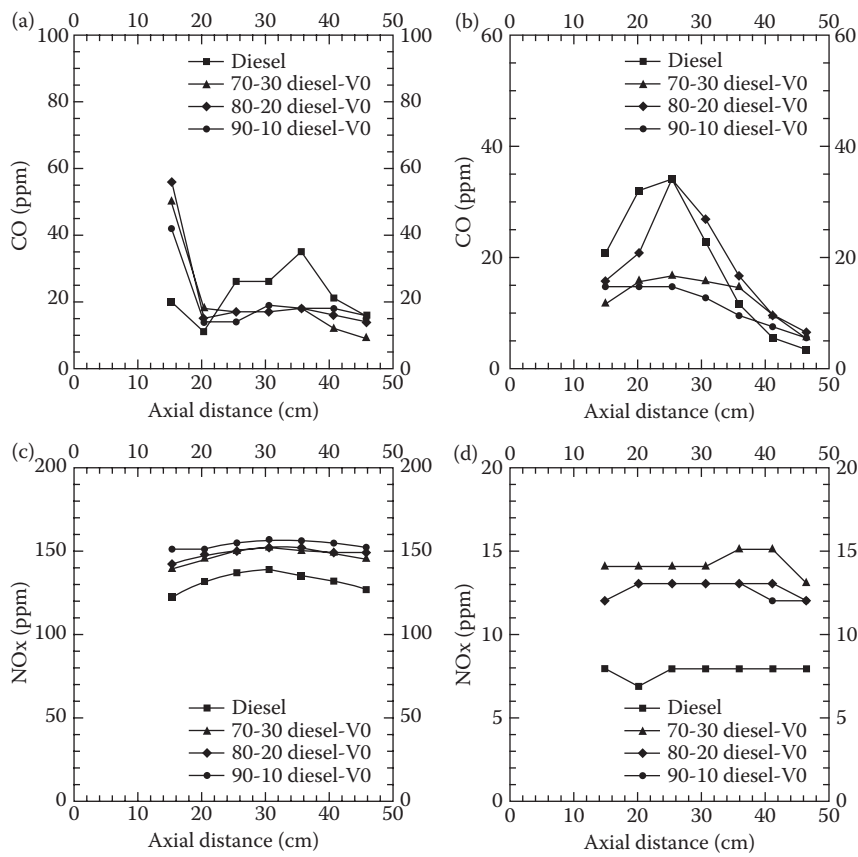 (a) 0 10 20 30 40 50
100 100
80 80
60 60
40 40
20 20
0 0
0 10 20 30 40 50
CO (ppm)
Axial distance (cm)
Diesel
70-30 diesel-V0
80-20 diesel-V0
90-10 diesel-V0
(b) 0 10 20 30 40 50
60 60
40 40
20 20
0 0
0 10 20 30 40 50
CO (ppm)
Axial distance (cm)
Diesel
70-30 diesel-V0
80-20 diesel-V0
90-10 diesel-V0
(c) 0 10 20 30 40 50
200 200
150 150
100 100
50 50
0 0
0 10 20 30 40 50
NOx (ppm)
Axial distance (cm)
Diesel
70-30 diesel-V0
80-20 diesel-V0
90-10 diesel-V0
(d) 0 10 20 30 40 50
20 20
15 15
10 10
5 5
0 0
0 10 20 30 40 50
NOx (ppm)
Axial distance (cm)
Diesel
70-30 diesel-V0
80-20 diesel-V0
90-10 diesel-V0